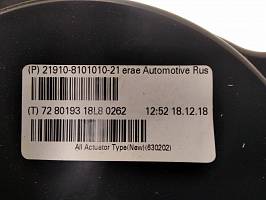 (P) 21910-8101010-21 erae Automotive Rus
(T) 72 80193 18L8 0262 12:52 18.12.18
All Actuator Type(New)(630202)